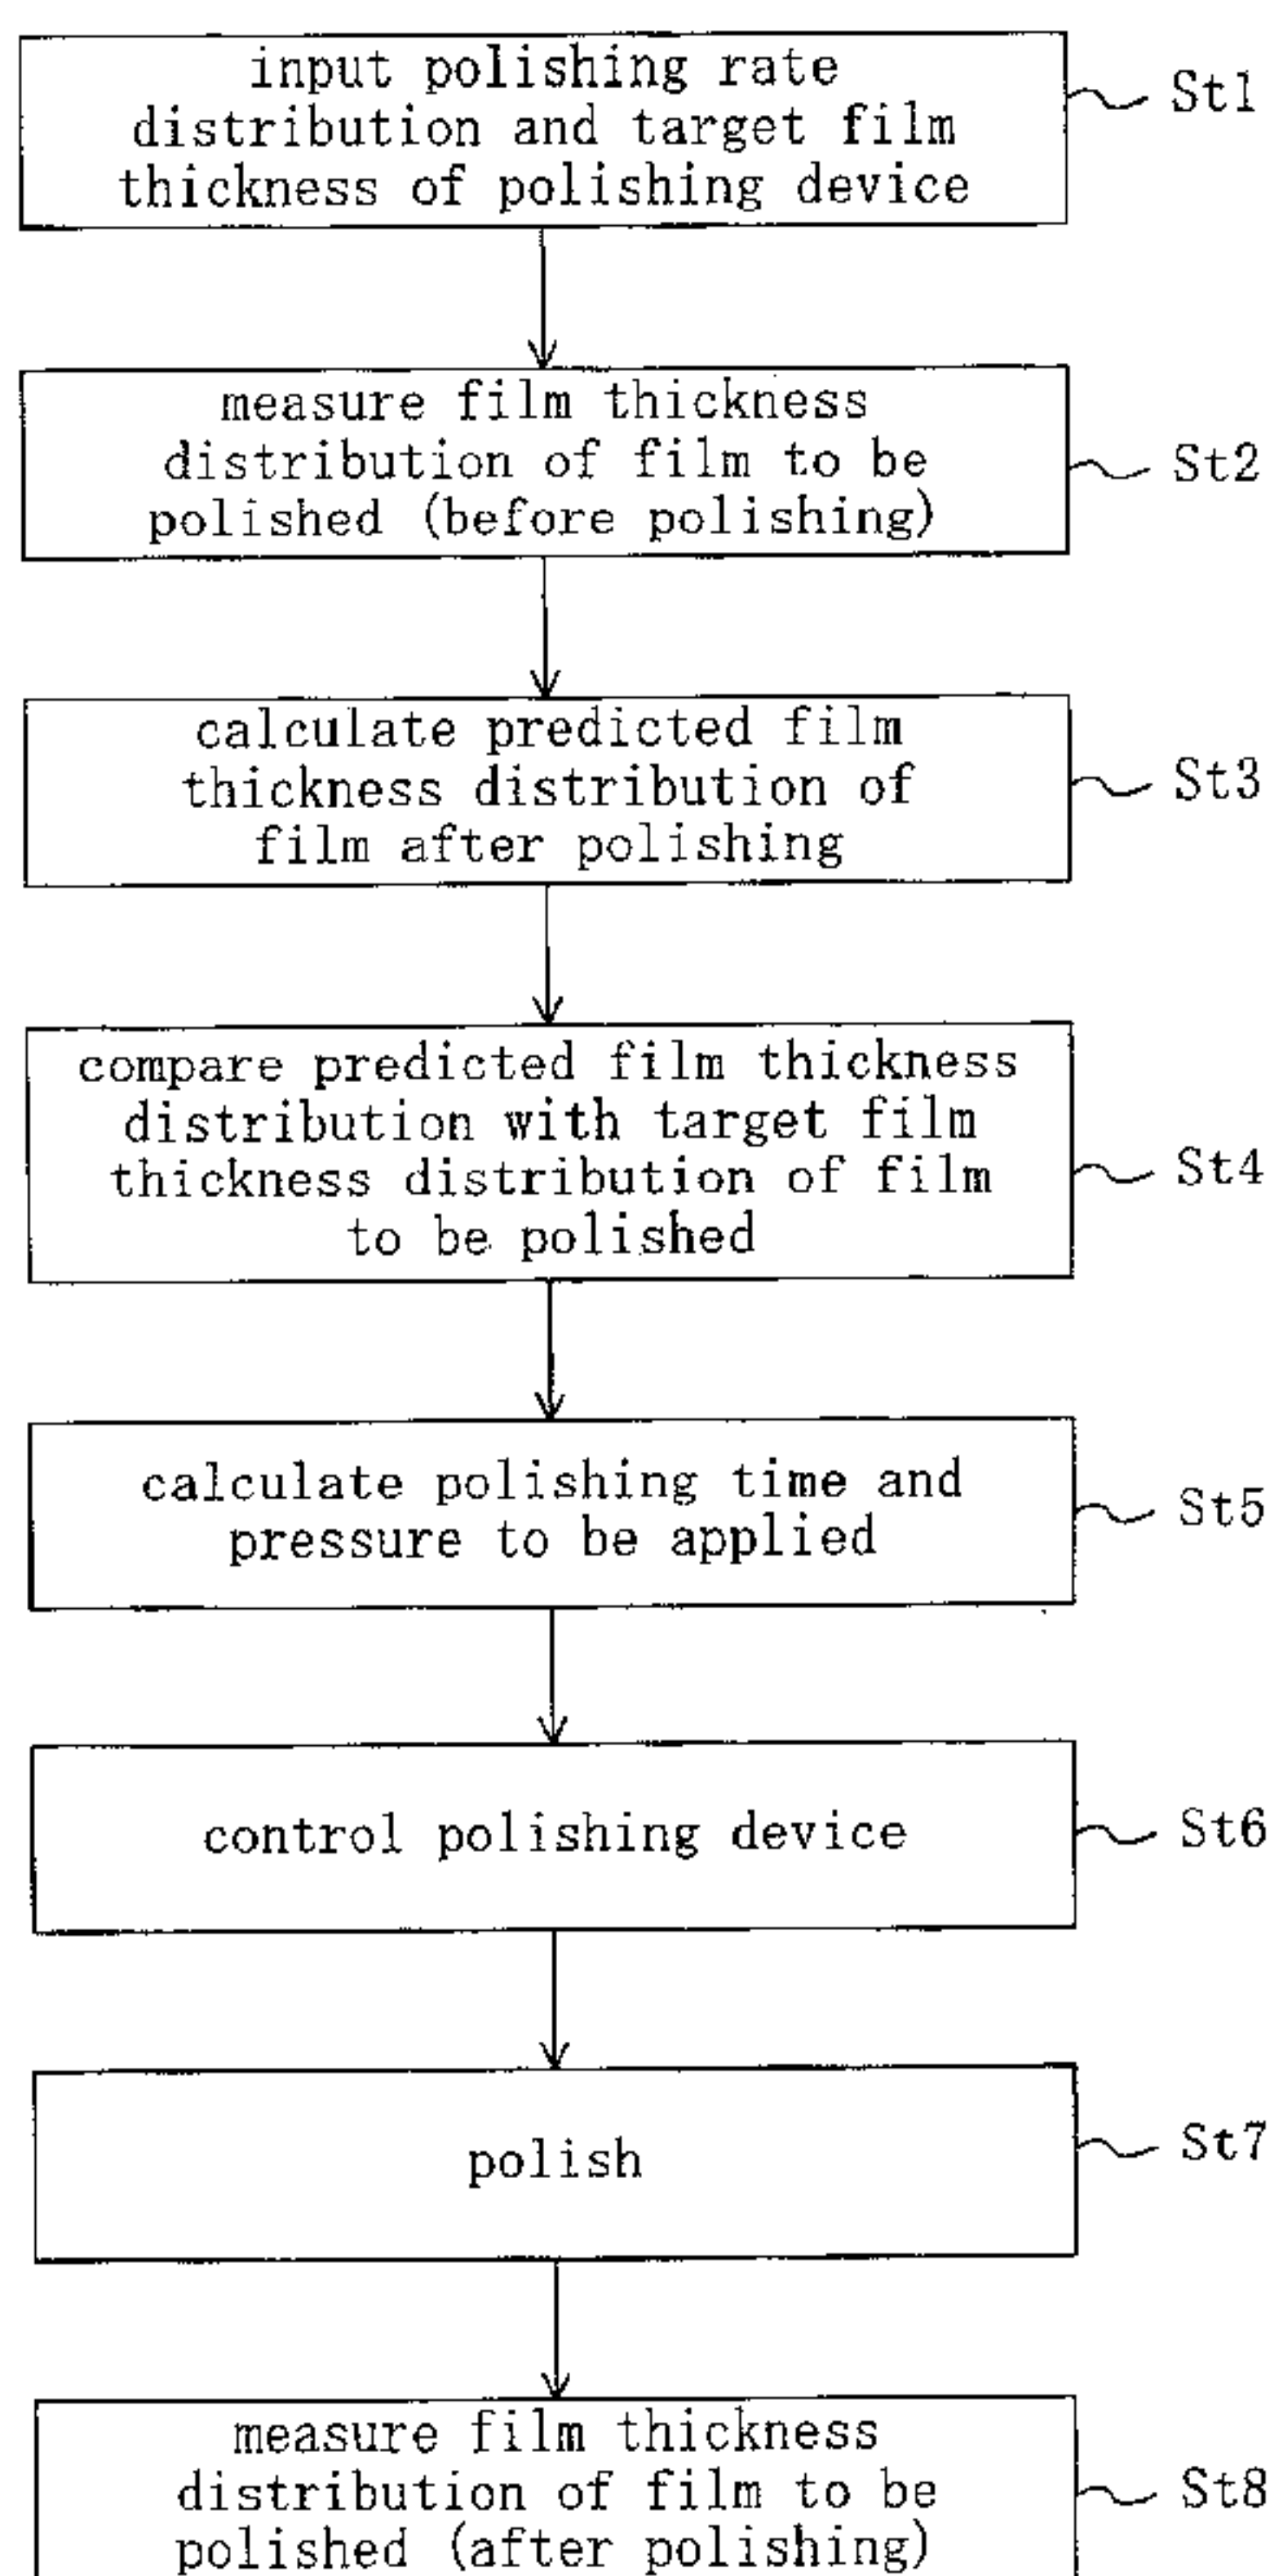 input polishing rate
distribution and target film
thickness of polishing device
St1
measure film thickness
distribution of film to be
polished (before polishing)
St2
calculate predicted film
thickness distribution of
film after polishing
St3
compare predicted film thickness
distribution with target film
thickness distribution of film
to be polished
St4
calculate polishing time and
pressure to be applied
St5
control polishing device
St6
polish
St7
measure film thickness
distribution of film to be
polished (after polishing)
St8